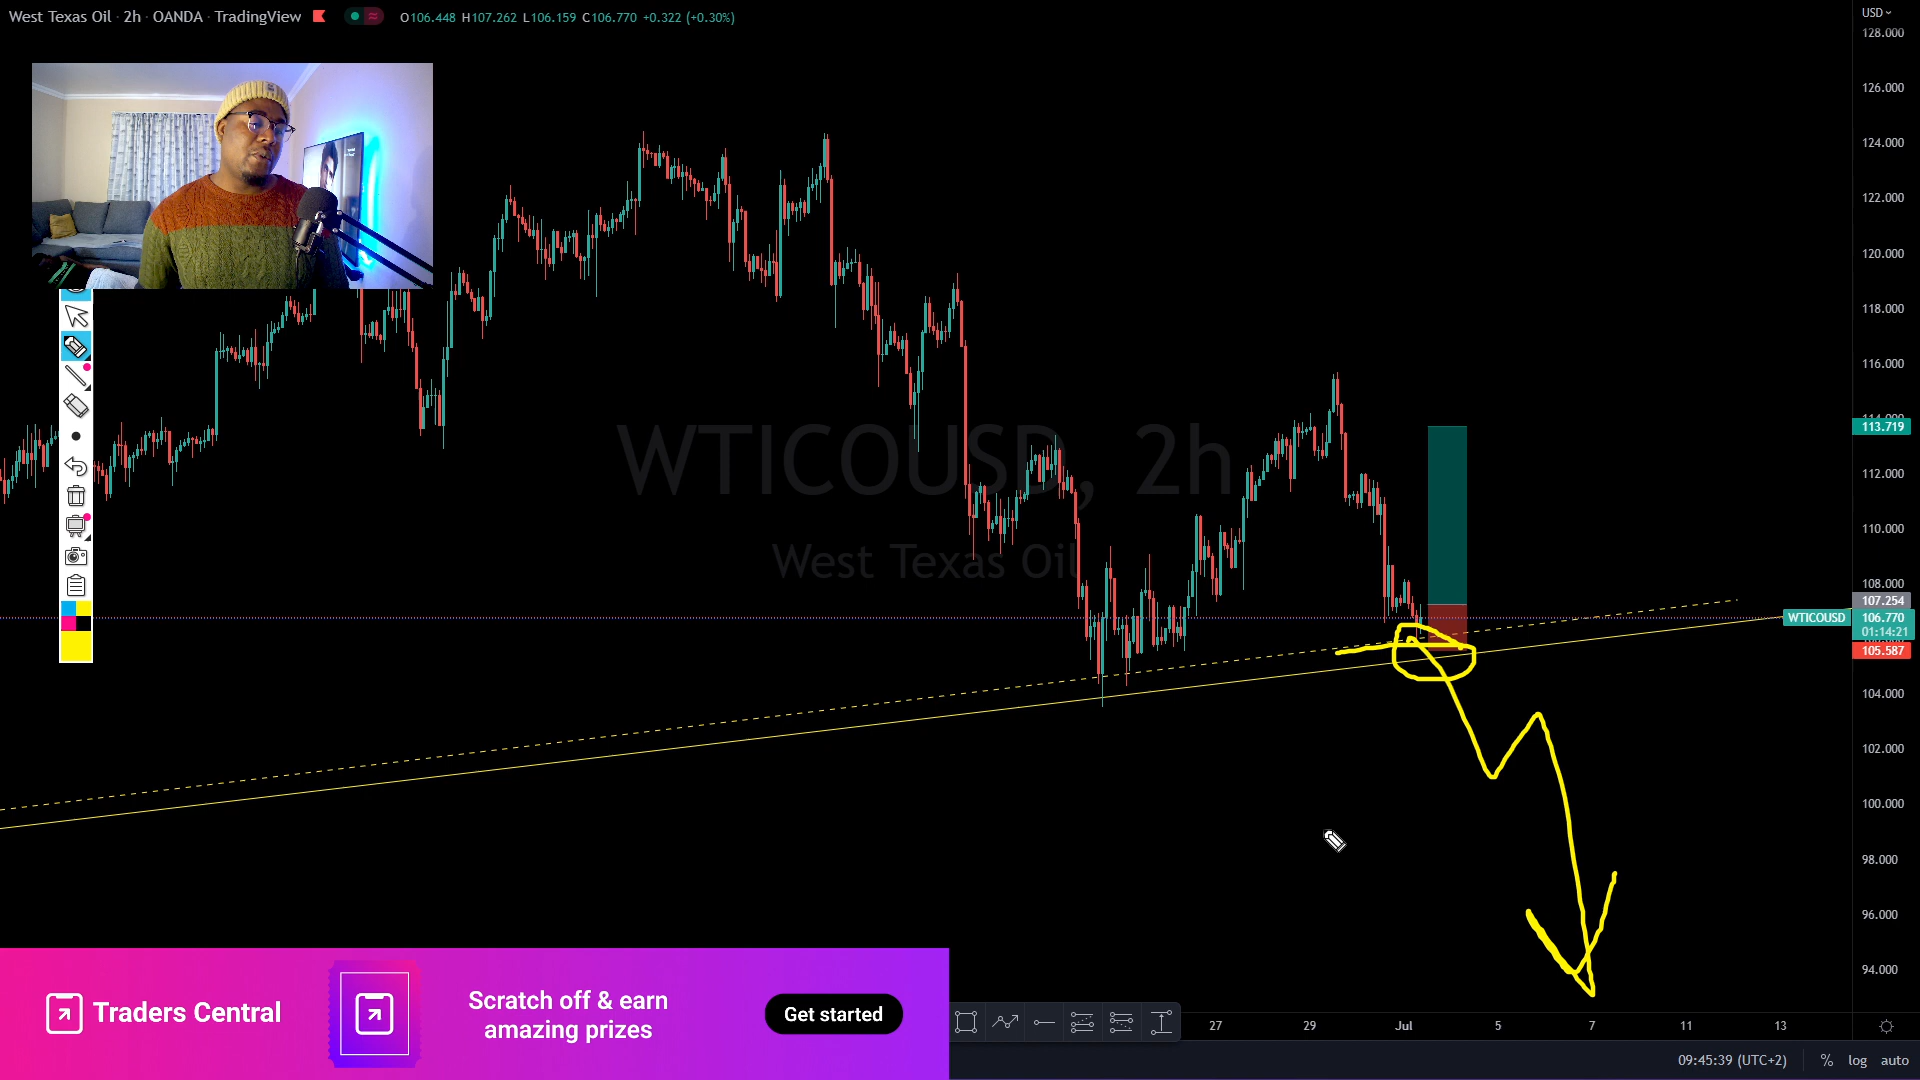 West Texas Oil · 2h · OANDA · TradingView
O106.448 H107.262 L106.159 C106.770 +0.322 (+0.30%)
USD
128.000
126.000
124.000
122.000
120.000
118.000
116.000
114.000
113.719
112.000
110.000
108.000
107.254
WTICOUSD 106.770
01:14:21
105.587
104.000
102.000
100.000
98.000
96.000
94.000
WTICOUSD, 2h
West Texas Oil
Traders Central
Scratch off & earn
amazing prizes
Get started
27 29 Jul 5 7 11 13
09:45:39 (UTC+2) % log auto